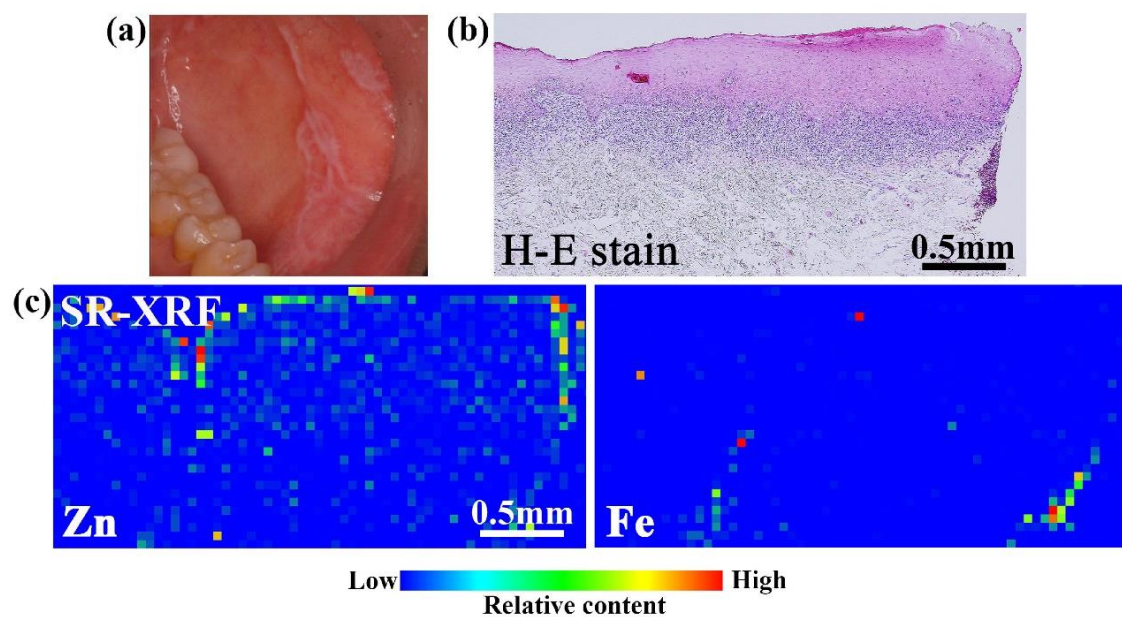 (a)
(b)
H-E stain
0.5mm
(c)
SR-XRF
Zn
0.5mm
Fe
Low
High
Relative content